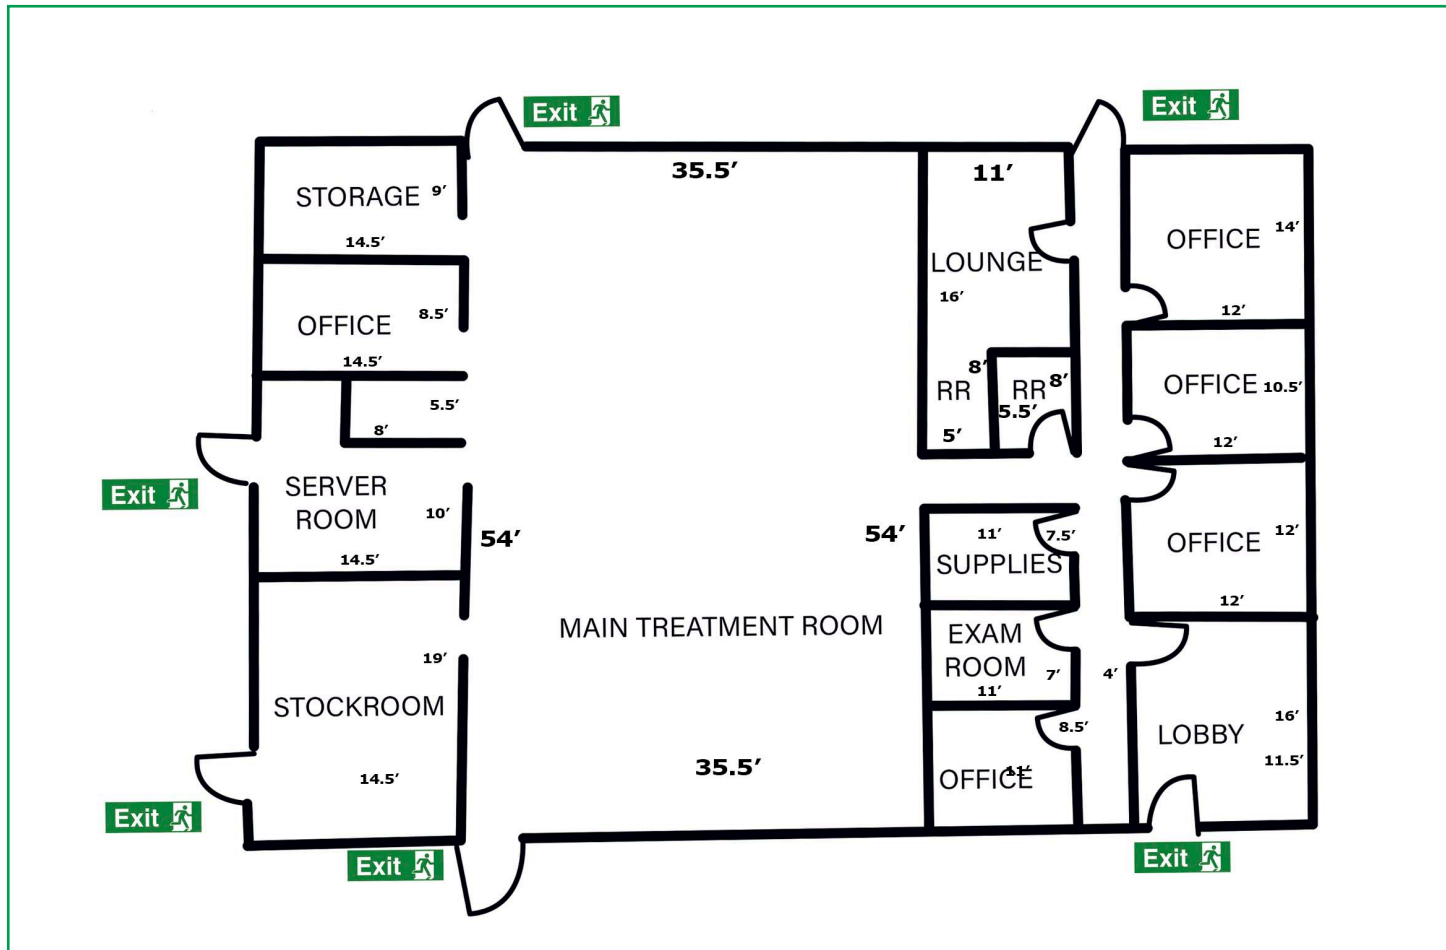 Exit
Exit
35.5′
11′
STORAGE
9′
14.5′
OFFICE
8.5′
14.5′
5.5′
8′
SERVER
ROOM
10′
14.5′
Exit
54′
STOCKROOM
19′
14.5′
Exit
Exit
MAIN TREATMENT ROOM
35.5′
54′
LOUNGE
16′
RR
8′
5′
RR
8′
5.5′
11′
7.5′
SUPPLIES
EXAM
ROOM
7′
11′
8.5′
OFFICE
11′
4′
OFFICE
14′
12′
OFFICE
10.5′
12′
OFFICE
12′
12′
LOBBY
16′
11.5′
Exit